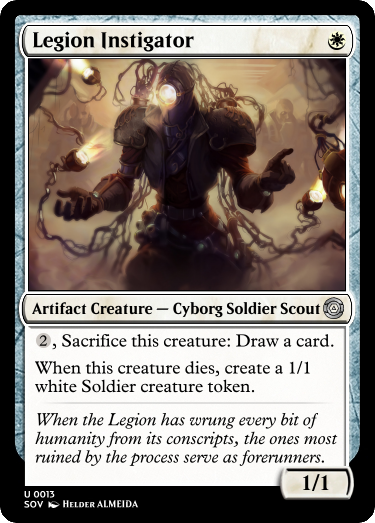 Legion Instigator
Artifact Creature — Cyborg Soldier Scout
2, Sacrifice this creature: Draw a card.
When this creature dies, create a 1/1
white Soldier creature token.
When the Legion has wrung every bit of
humanity from its conscripts, the ones most
ruined by the process serve as forerunners.
1/1
U 0013
SOV Helder ALMEIDA